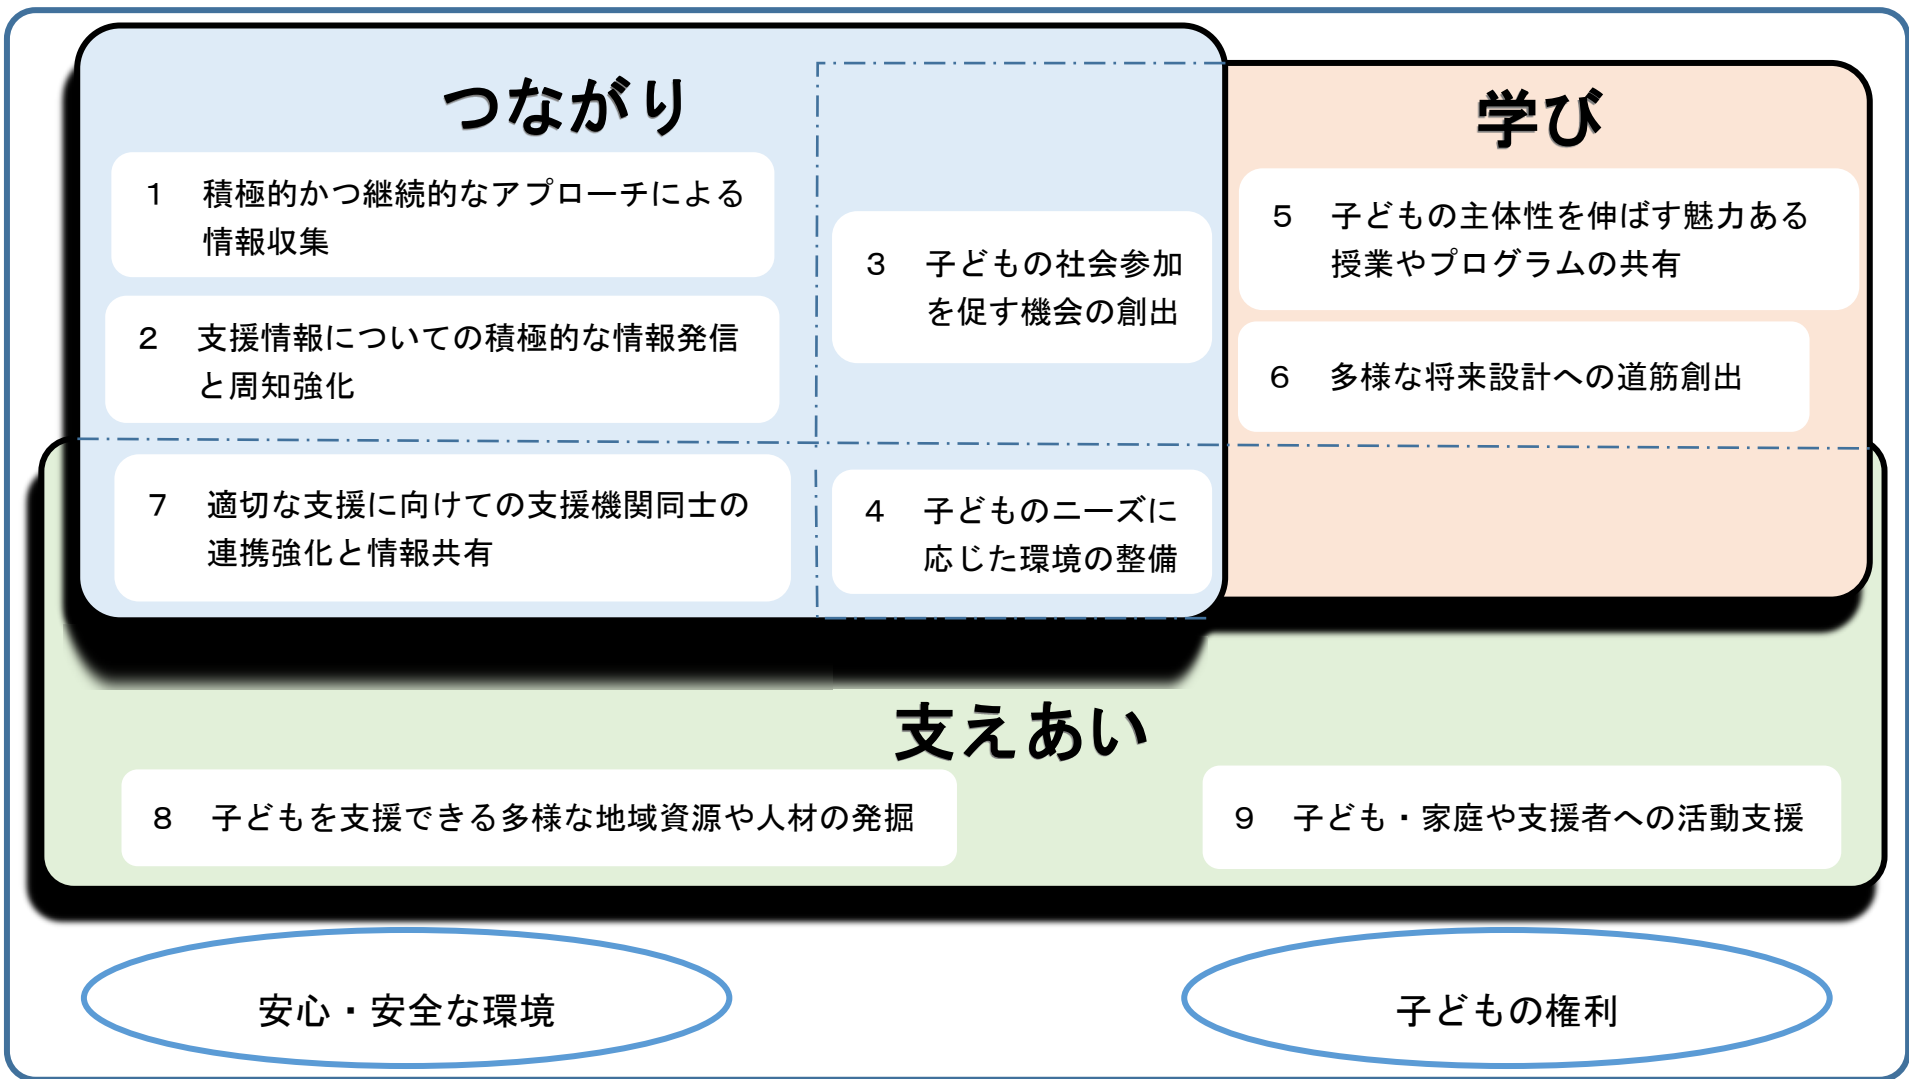 つながり
1 積極的かつ継続的なアプローチによる
情報収集
2 支援情報についての積極的な情報発信
と周知強化
3 子どもの社会参加
を促す機会の創出
学び
5 子どもの主体性を伸ばす魅力ある
授業やプログラムの共有
6 多様な将来設計への道筋創出
7 適切な支援に向けての支援機関同士の
連携強化と情報共有
4 子どものニーズに
応じた環境の整備
支えあい
8 子どもを支援できる多様な地域資源や人材の発掘
9 子ども・家庭や支援者への活動支援
安心・安全な環境
子どもの権利